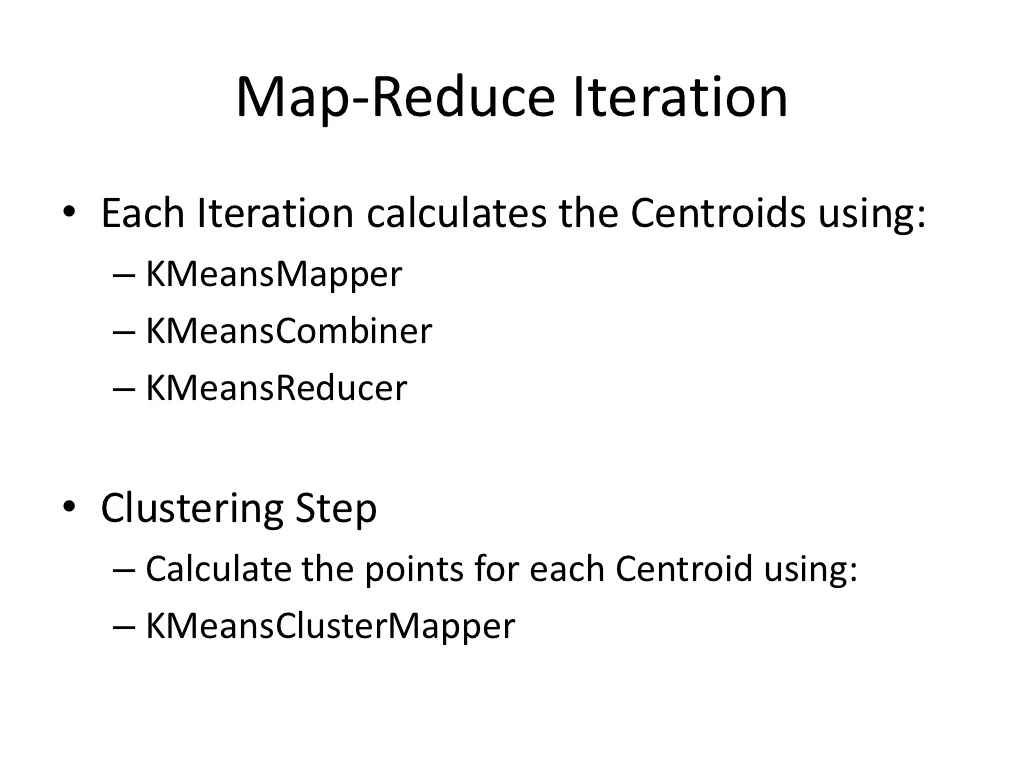 Map-Reduce Iteration
• Each Iteration calculates the Centroids using:
– KMeansMapper
– KMeansCombiner
– KMeansReducer
• Clustering Step
– Calculate the points for each Centroid using:
– KMeansClusterMapper